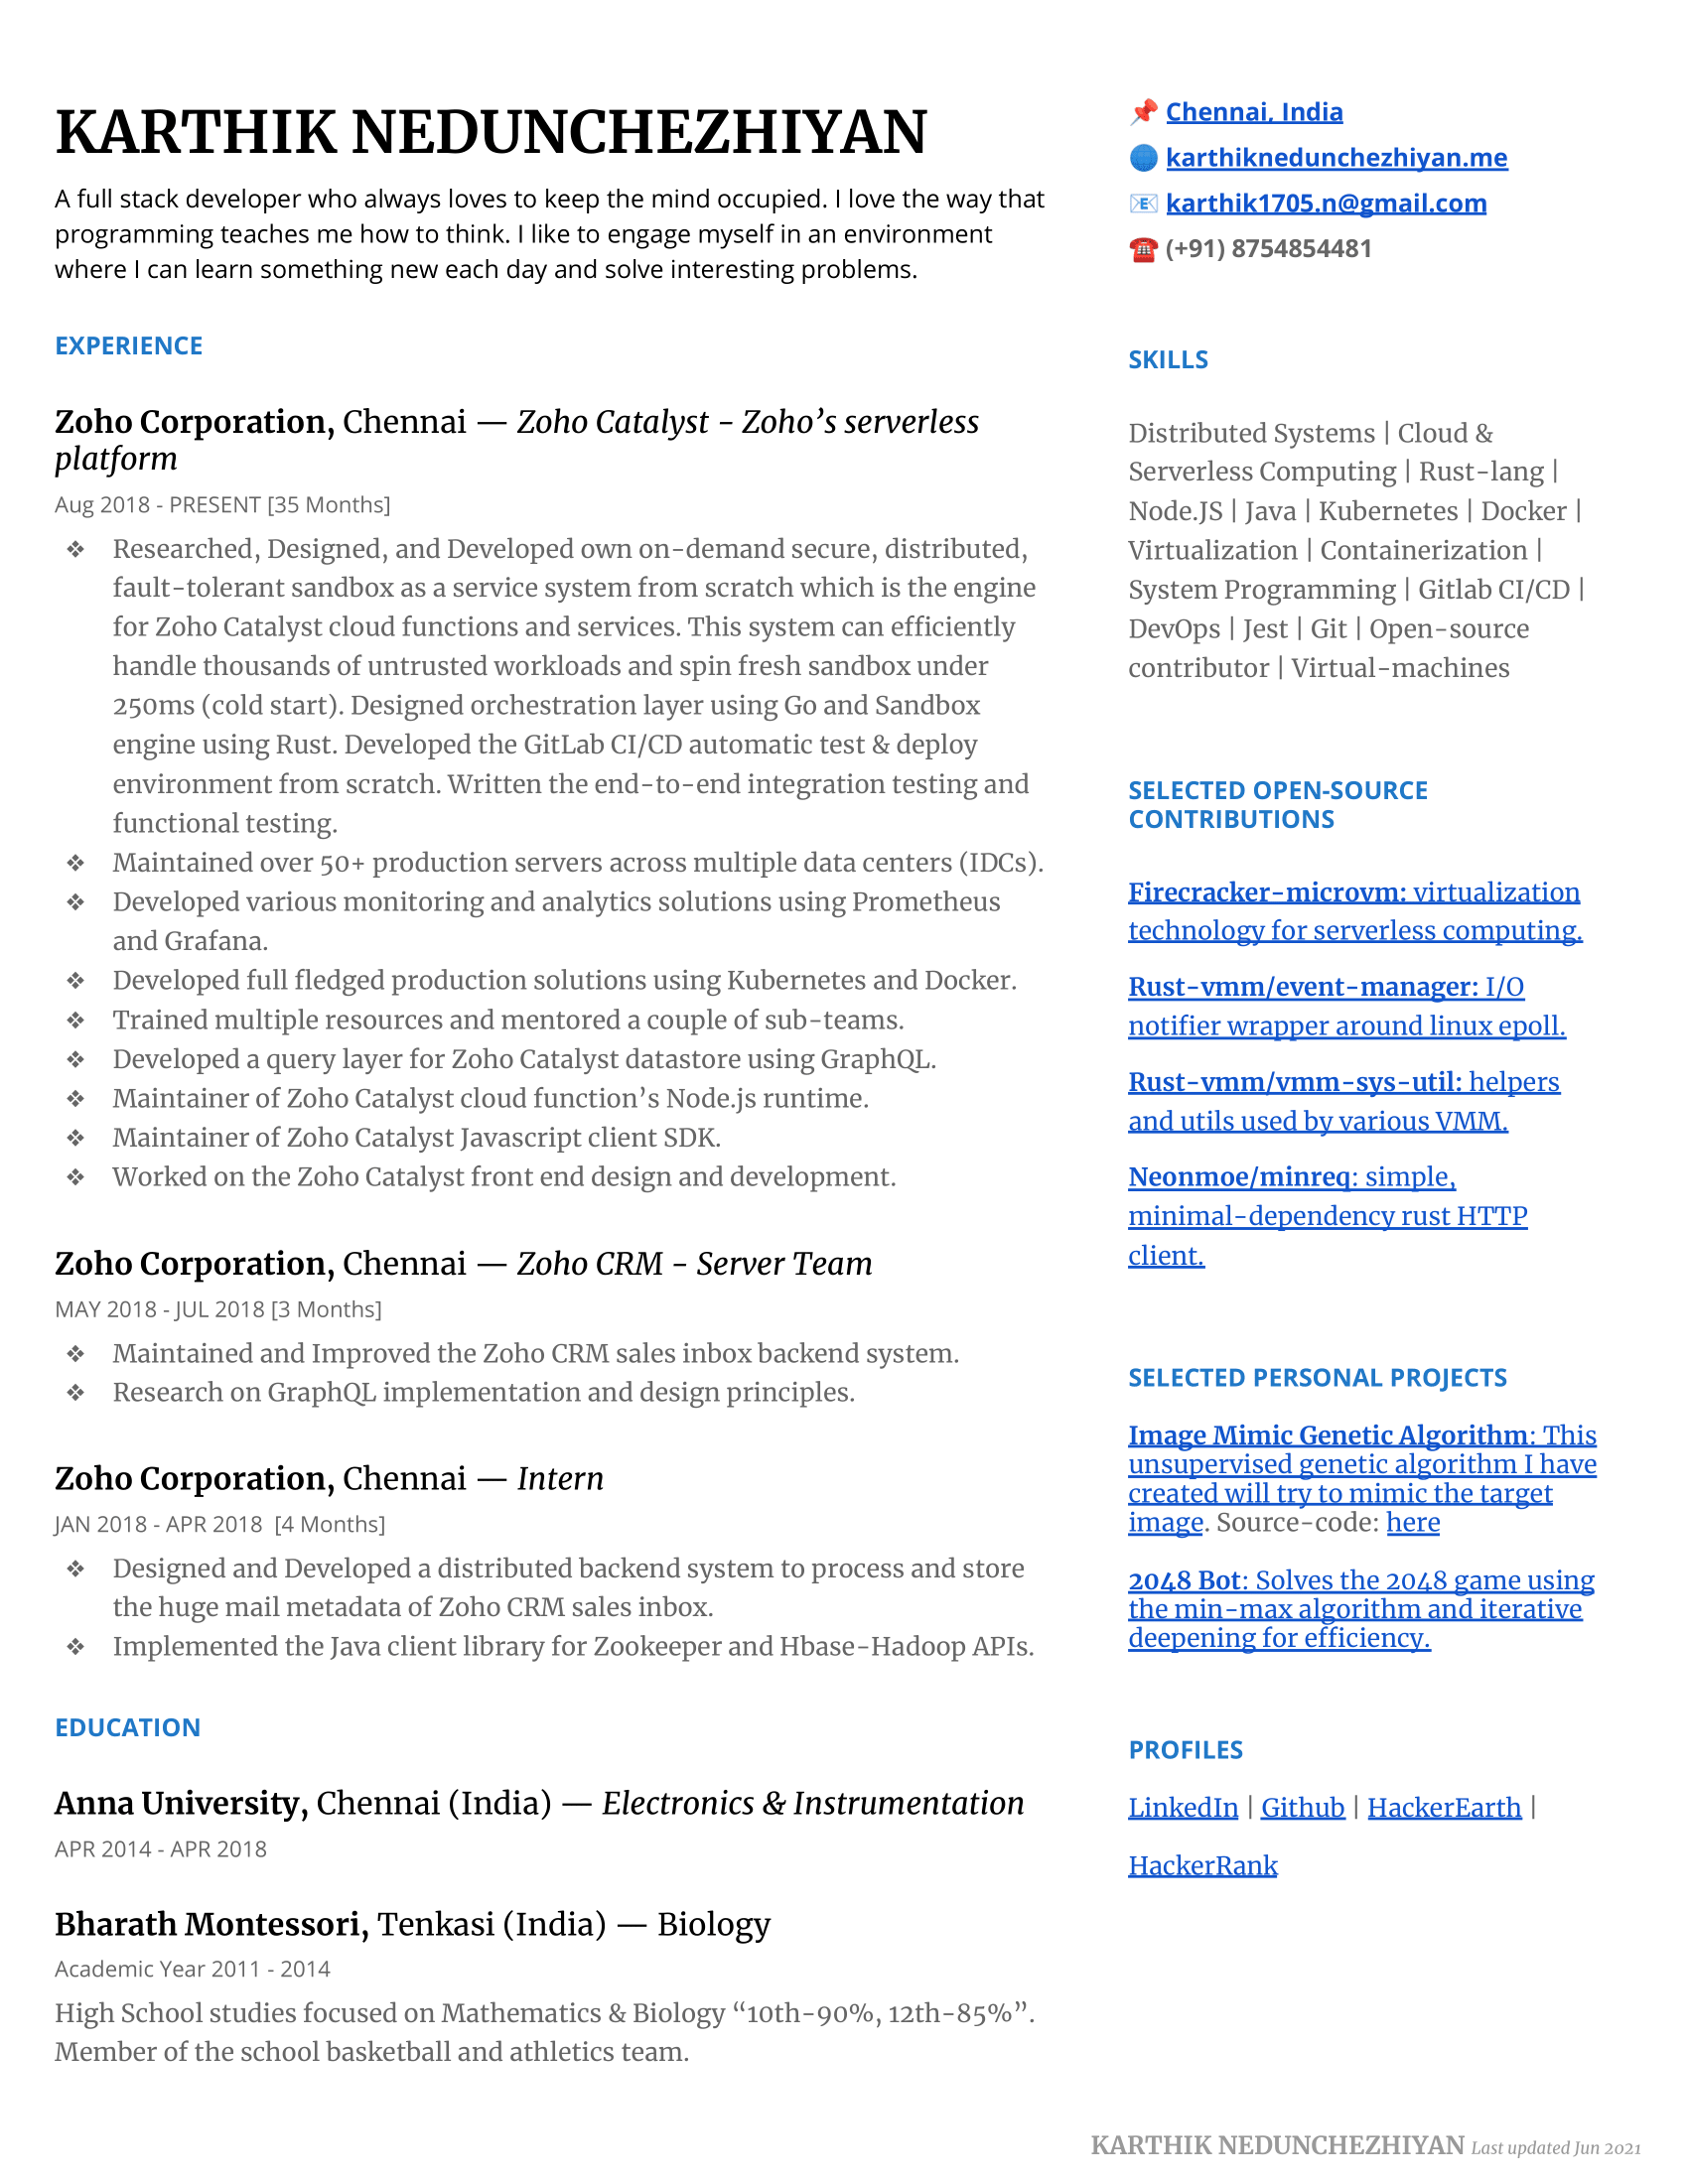 KARTHIK NEDUNCHEZHIYAN
A full stack developer who always loves to keep the mind occupied. I love the way that
programming teaches me how to think. I like to engage myself in an environment
where I can learn something new each day and solve interesting problems.
EXPERIENCE
Zoho Corporation, Chennai — Zoho Catalyst - Zoho’s serverless
platform
Aug 2018 - PRESENT [35 Months]
❖ Researched, Designed, and Developed own on-demand secure, distributed,
fault-tolerant sandbox as a service system from scratch which is the engine
for Zoho Catalyst cloud functions and services. This system can efficiently
handle thousands of untrusted workloads and spin fresh sandbox under
250ms (cold start). Designed orchestration layer using Go and Sandbox
engine using Rust. Developed the GitLab CI/CD automatic test & deploy
environment from scratch. Written the end-to-end integration testing and
functional testing.
❖ Maintained over 50+ production servers across multiple data centers (IDCs).
❖ Developed various monitoring and analytics solutions using Prometheus
and Grafana.
❖ Developed full fledged production solutions using Kubernetes and Docker.
❖ Trained multiple resources and mentored a couple of sub-teams.
❖ Developed a query layer for Zoho Catalyst datastore using GraphQL.
❖ Maintainer of Zoho Catalyst cloud function’s Node.js runtime.
❖ Maintainer of Zoho Catalyst Javascript client SDK.
❖ Worked on the Zoho Catalyst front end design and development.
Zoho Corporation, Chennai — Zoho CRM - Server Team
MAY 2018 - JUL 2018 [3 Months]
❖ Maintained and Improved the Zoho CRM sales inbox backend system.
❖ Research on GraphQL implementation and design principles.
Zoho Corporation, Chennai — Intern
JAN 2018 - APR 2018 [4 Months]
❖ Designed and Developed a distributed backend system to process and store
the huge mail metadata of Zoho CRM sales inbox.
❖ Implemented the Java client library for Zookeeper and Hbase-Hadoop APIs.
EDUCATION
Anna University, Chennai (India) — Electronics & Instrumentation
APR 2014 - APR 2018
Bharath Montessori, Tenkasi (India) — Biology
Academic Year 2011 - 2014
High School studies focused on Mathematics & Biology “10th-90%, 12th-85%”.
Member of the school basketball and athletics team.
📌 Chennai, India
🌐 karthiknedunchezhiyan.me
📧 karthik1705.n@gmail.com
☎️ (+91) 8754854481
SKILLS
Distributed Systems | Cloud &
Serverless Computing | Rust-lang |
Node.JS | Java | Kubernetes | Docker |
Virtualization | Containerization |
System Programming | Gitlab CI/CD |
DevOps | Jest | Git | Open-source
contributor | Virtual-machines
SELECTED OPEN-SOURCE
CONTRIBUTIONS
Firecracker-microvm: virtualization
technology for serverless computing.
Rust-vmm/event-manager: I/O
notifier wrapper around linux epoll.
Rust-vmm/vmm-sys-util: helpers
and utils used by various VMM.
Neonmoe/minreq: simple,
minimal-dependency rust HTTP
client.
SELECTED PERSONAL PROJECTS
Image Mimic Genetic Algorithm: This
unsupervised genetic algorithm I have
created will try to mimic the target
image. Source-code: here
2048 Bot: Solves the 2048 game using
the min-max algorithm and iterative
deepening for efficiency.
PROFILES
LinkedIn | Github | HackerEarth |
HackerRank
KARTHIK NEDUNCHEZHIYAN Last updated Jun 2021